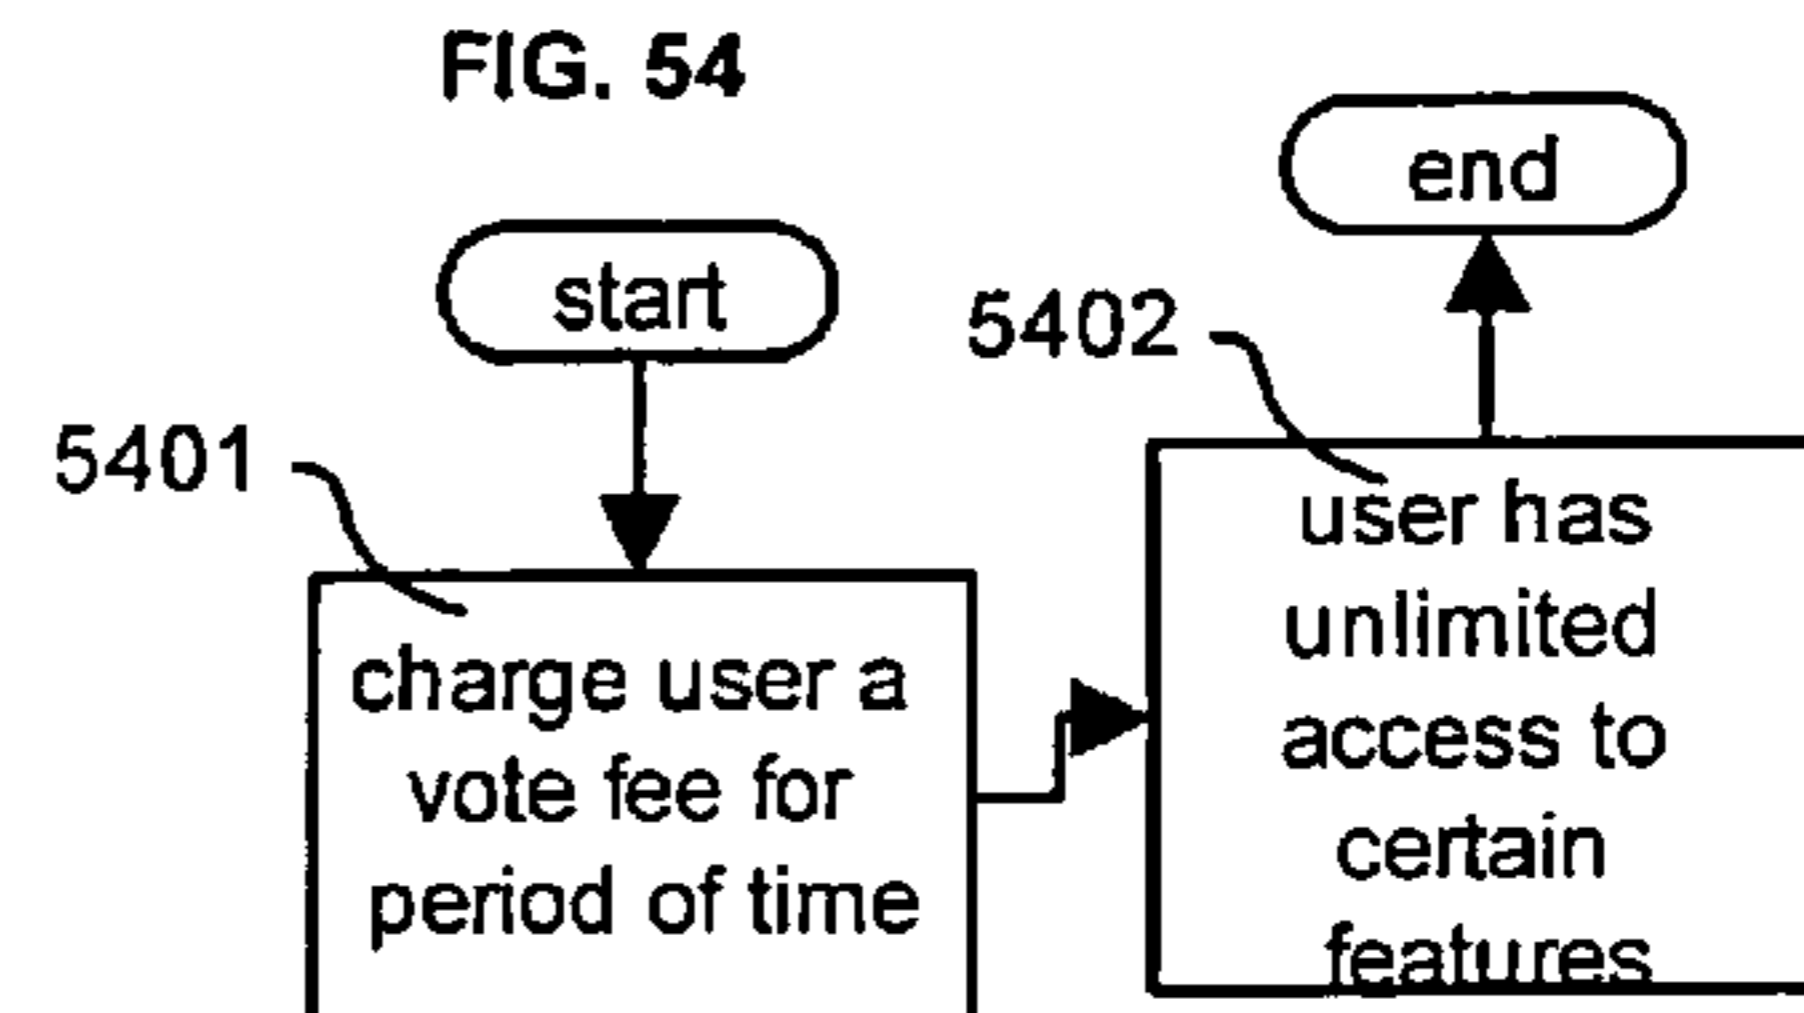 FIG. 54
end
start
5402
5401
user has
unlimited
access to
certain
features
charge user a
vote fee for
period of time